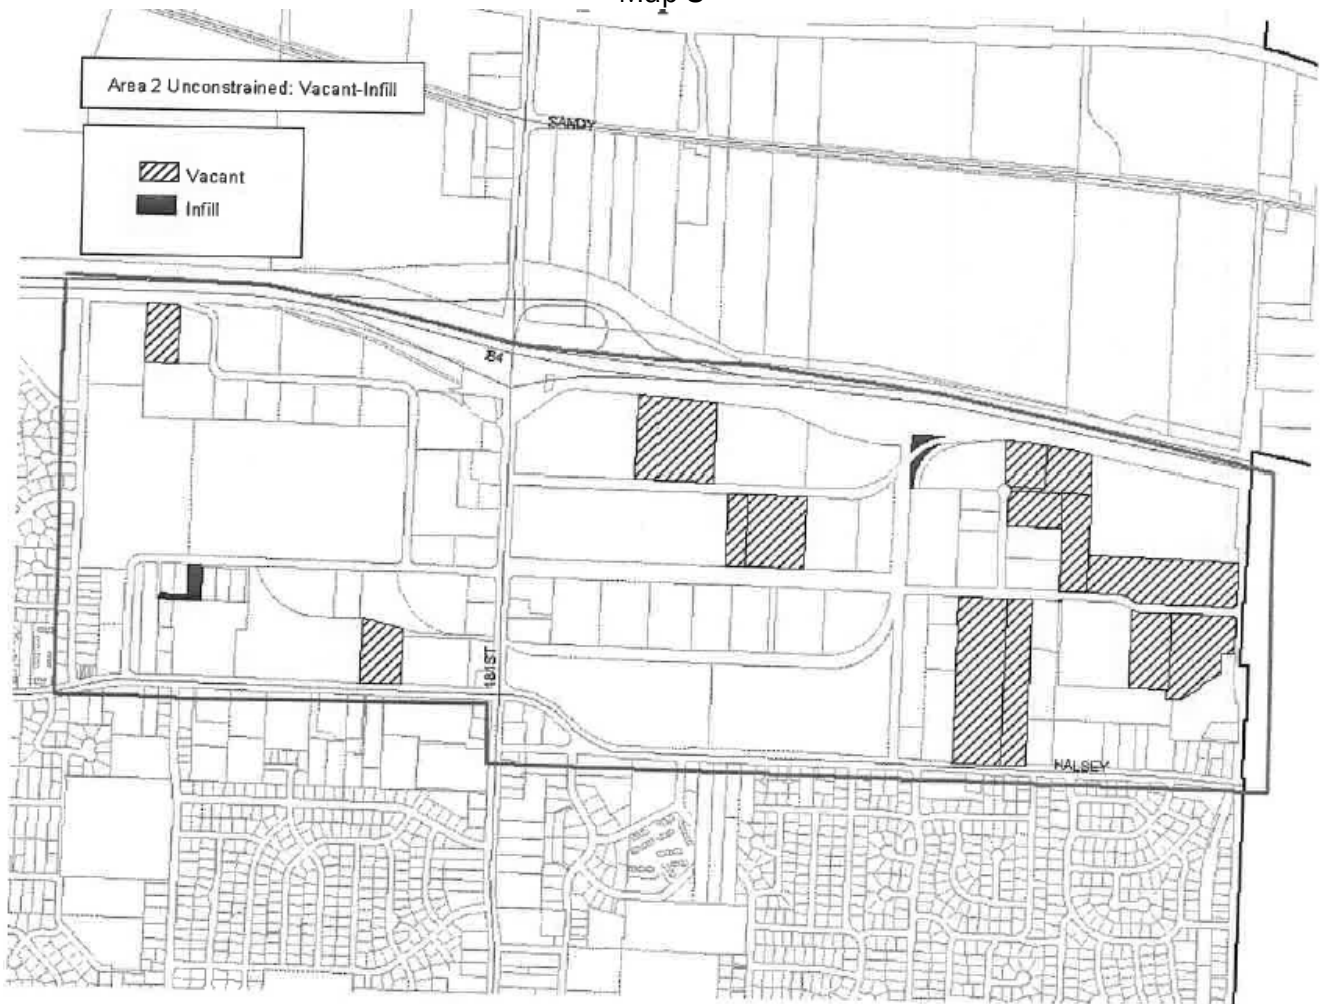 Area 2 Unconstrained: Vacant-Infill
Vacant
Infill
SANDY
84
181ST
HALSEY